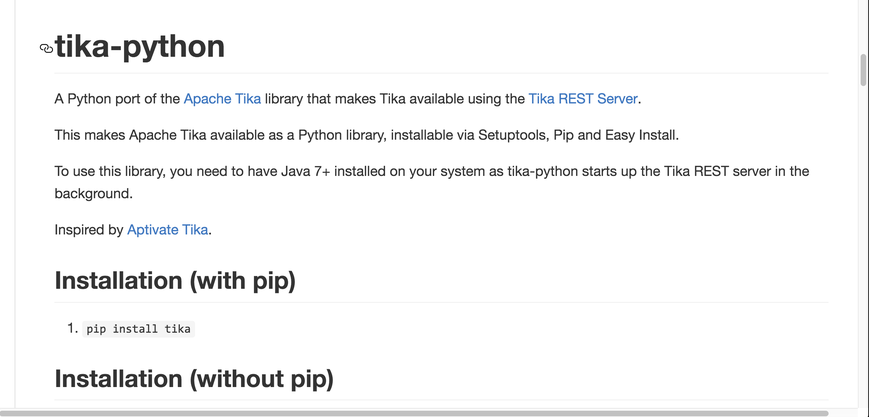 tika-python
A Python port of the Apache Tika library that makes Tika available using the Tika REST Server.
This makes Apache Tika available as a Python library, installable via Setuptools, Pip and Easy Install.
To use this library, you need to have Java 7+ installed on your system as tika-python starts up the Tika REST server in the
background.
Inspired by Aptivate Tika.
Installation (with pip)
1. pip install tika
Installation (without pip)